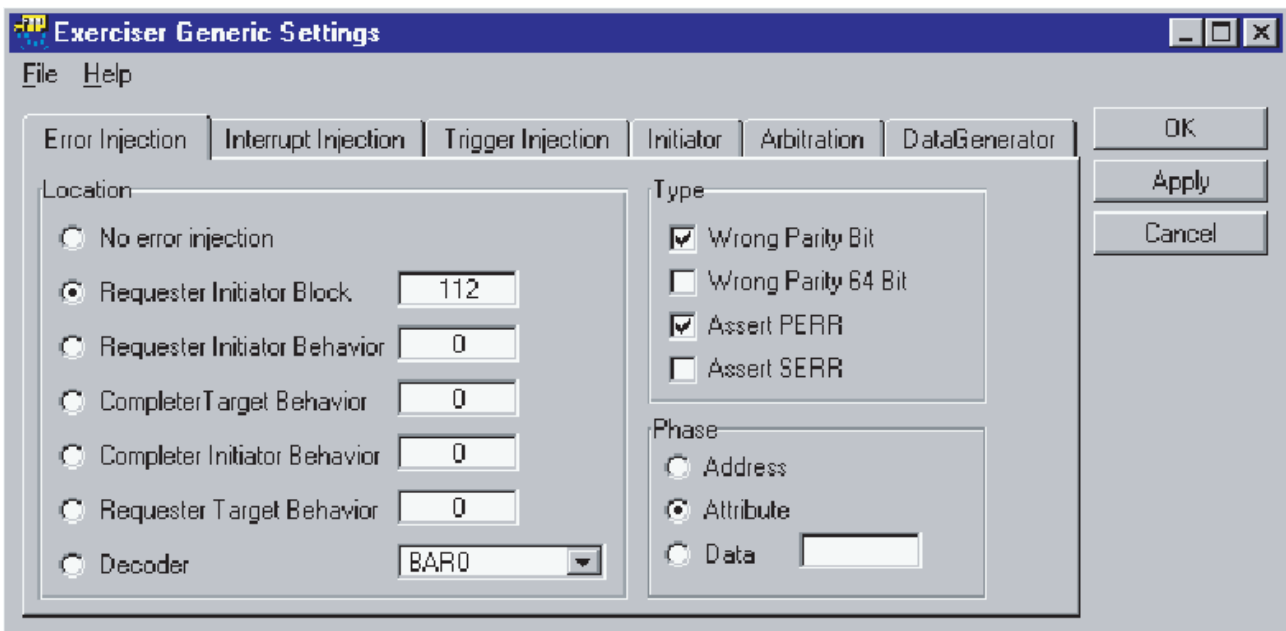 Exerciser Generic Settings
File Help
Error Injection Interrupt Injection Trigger Injection Initiator Arbitration DataGenerator
OK
Apply
Cancel
Location
No error injection
Requester Initiator Block 112
Requester Initiator Behavior 0
CompleterTarget Behavior 0
Completer Initiator Behavior 0
Requester Target Behavior 0
Decoder BAR0
Type
Wrong Parity Bit
Wrong Parity 64 Bit
Assert PERR
Assert SERR
Phase
Address
Attribute
Data